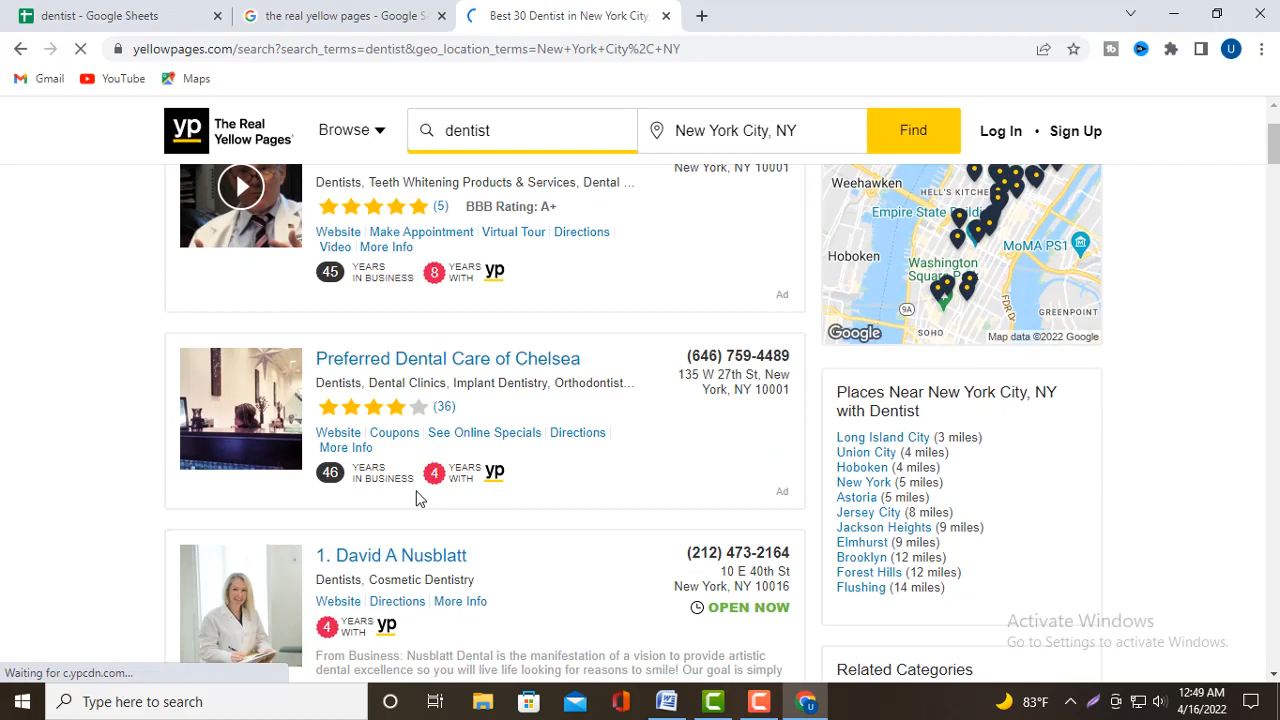 dentist - Google Sheets
the real yellow pages - Google S
Best 30 Dentist in New York City,
yellowpages.com/search?search_terms=dentist&geo_location_terms=New+York+City%2C+NY
U
Gmail
YouTube
Maps
yp
The Real
Yellow Pages
Browse
dentist
New York City, NY
Find
Log In • Sign Up
New York, NY 10001
Dentists, Teeth Whitening Products & Services, Dental ...
(5) BBB Rating: A+
Website Make Appointment Virtual Tour Directions
Video More Info
45 YEARS IN BUSINESS 8 YEARS WITH yp
Ad
Preferred Dental Care of Chelsea
(646) 759-4489
Dentists, Dental Clinics, Implant Dentistry, Orthodontist...
135 W 27th St, New
York, NY 10001
(36)
Website Coupons See Online Specials Directions
More Info
46 YEARS IN BUSINESS 4 YEARS WITH yp
Ad
1. David A Nusblatt
(212) 473-2164
Dentists, Cosmetic Dentistry
10 E 40th St
New York, NY 10016
Website Directions More Info
OPEN NOW
4 YEARS WITH yp
From Business: Nusblatt Dental is the manifestation of a vision to provide artistic
dental excellence so you will live life looking for reasons to smile! Our goal is simply
Weehawken
HELL'S KITCHEN
Empire State Buildi
MoMA PS1
Hoboken
Washington
Square Park
9A
FDR Dr
GREENPOINT
SOHO
Google
Map data ©2022 Google
Places Near New York City, NY
with Dentist
Long Island City (3 miles)
Union City (4 miles)
Hoboken (4 miles)
New York (5 miles)
Astoria (5 miles)
Jersey City (8 miles)
Jackson Heights (9 miles)
Elmhurst (9 miles)
Brooklyn (12 miles)
Forest Hills (12 miles)
Flushing (14 miles)
Related Categories
Activate Windows
Go to Settings to activate Windows.
Waiting for c.ypcdn.com...
Type here to search
83°F
12:49 AM
4/16/2022